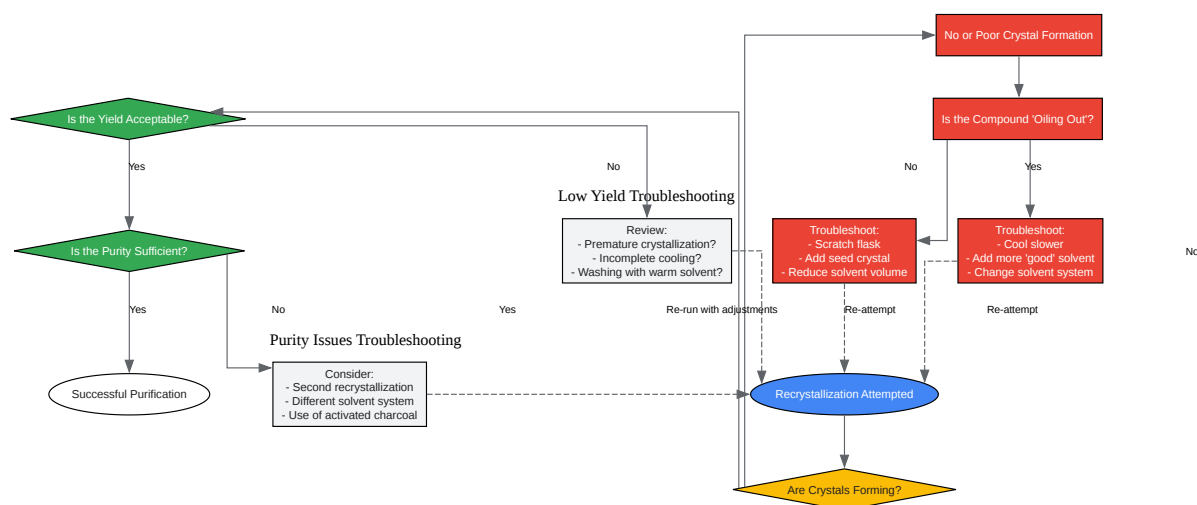 No or Poor Crystal Formation
Is the Yield Acceptable?
Is the Compound 'Oiling Out'?
Yes
No
No
Yes
Low Yield Troubleshooting
Review:
- Premature crystallization?
- Incomplete cooling?
- Washing with warm solvent?
Troubleshoot:
- Scratch flask
- Add seed crystal
- Reduce solvent volume
Troubleshoot:
- Cool slower
- Add more 'good' solvent
- Change solvent system
Is the Purity Sufficient?
No
Yes
No
Yes
Re-run with adjustments
Re-attempt
Re-attempt
Purity Issues Troubleshooting
Consider:
- Second recrystallization
- Different solvent system
- Use of activated charcoal
Successful Purification
Recrystallization Attempted
Are Crystals Forming?